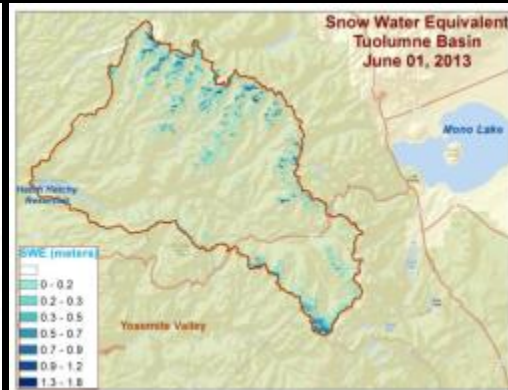 Snow Water Equivalent
Tuolumne Basin
June 01, 2013
Mono Lake
Hetch Hetchy
Reservoir
SWE (meters)
0 - 0.2
0.2 - 0.3
0.3 - 0.5
0.5 - 0.7
0.7 - 0.9
0.9 - 1.2
1.3 - 1.8
Yosemite Valley